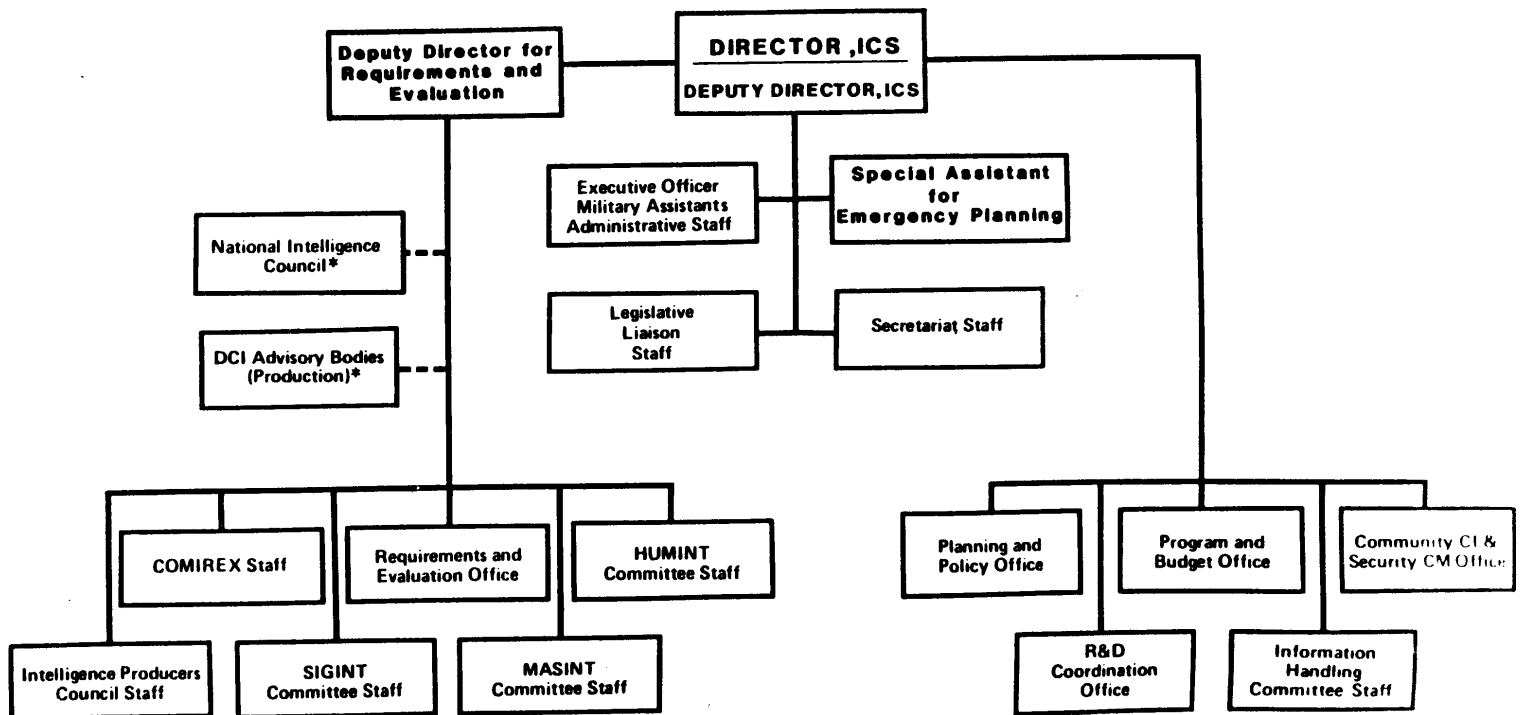 Deputy Director for
Requirements and
Evaluation
DIRECTOR ,ICS
DEPUTY DIRECTOR,ICS
Executive Officer
Military Assistants
Administrative Staff
Special Assistant
for
Emergency Planning
National Intelligence
Council*
Legislative
Liaison
Staff
Secretariat Staff
DCI Advisory Bodies
(Production)*
COMIREX Staff
Requirements and
Evaluation Office
HUMINT
Committee Staff
Planning and
Policy Office
Program and
Budget Office
Community CI &
Security CM Office
Intelligence Producers
Council Staff
SIGINT
Committee Staff
MASINT
Committee Staff
R&D
Coordination
Office
Information
Handling
Committee Staff